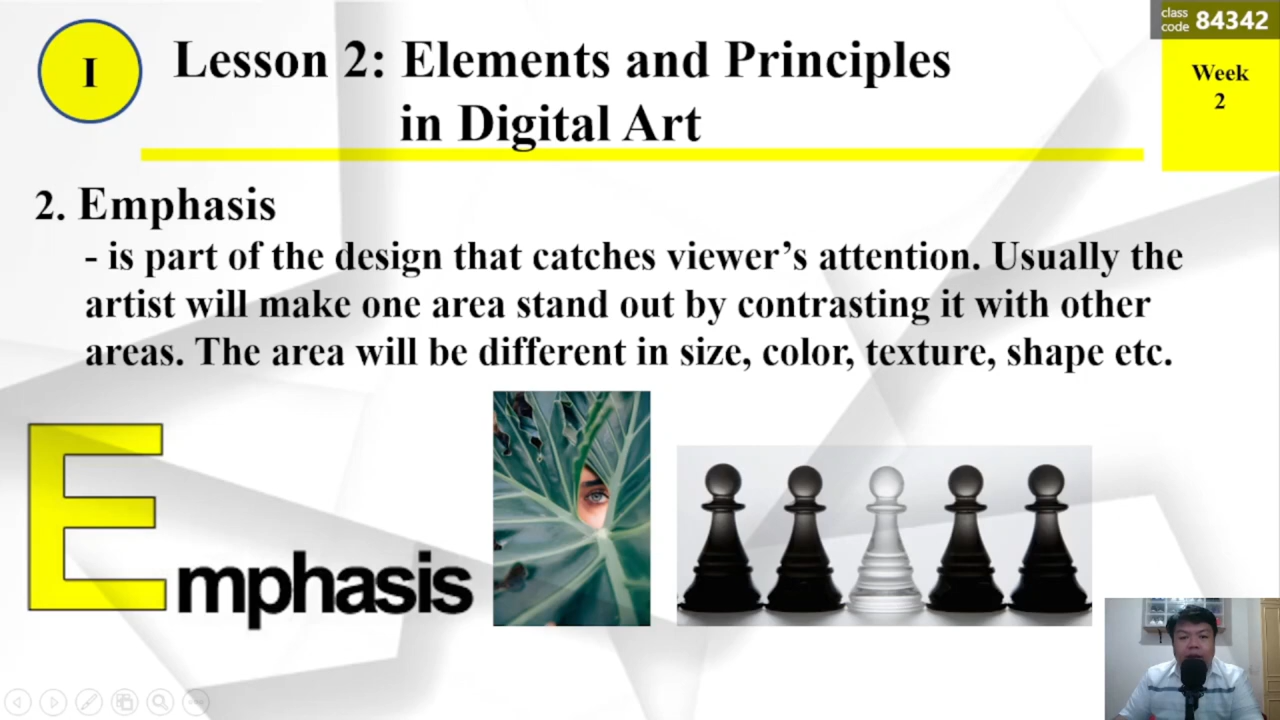 class
code 84342
I
Lesson 2: Elements and Principles
in Digital Art
Week
2
2. Emphasis
- is part of the design that catches viewer’s attention. Usually the
artist will make one area stand out by contrasting it with other
areas. The area will be different in size, color, texture, shape etc.
Emphasis